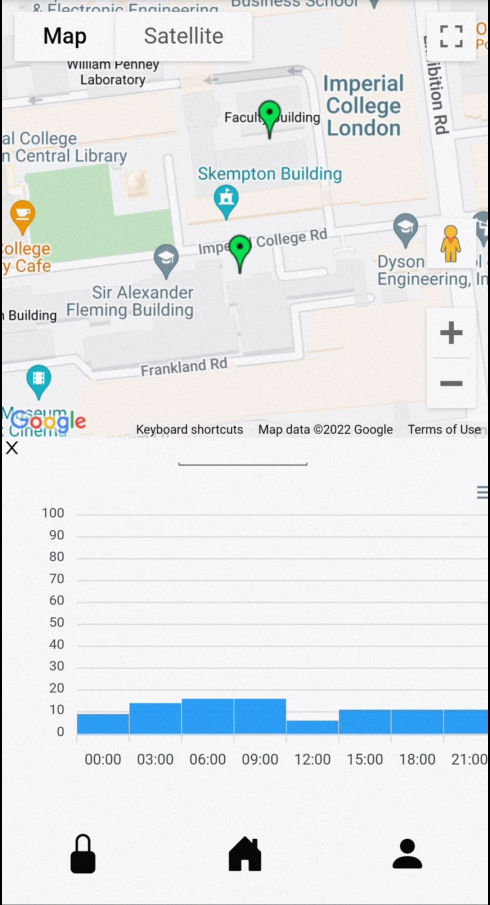 & Electronic Engineering
Business School
Map
Satellite
William Penney
Laboratory
Imperial
College
London
Exhibition Rd
Building
al College
n Central Library
Skempton Building
College
y Cafe
College Rd
Dyson
Engineering, In
Sir Alexander
Fleming Building
n Building
Frankland Rd
Museum
Cinema
Google
Keyboard shortcuts
Map data ©2022 Google
Terms of Use
X
100
90
80
70
60
50
40
30
20
10
0
00:00 03:00 06:00 09:00 12:00 15:00 18:00 21:00